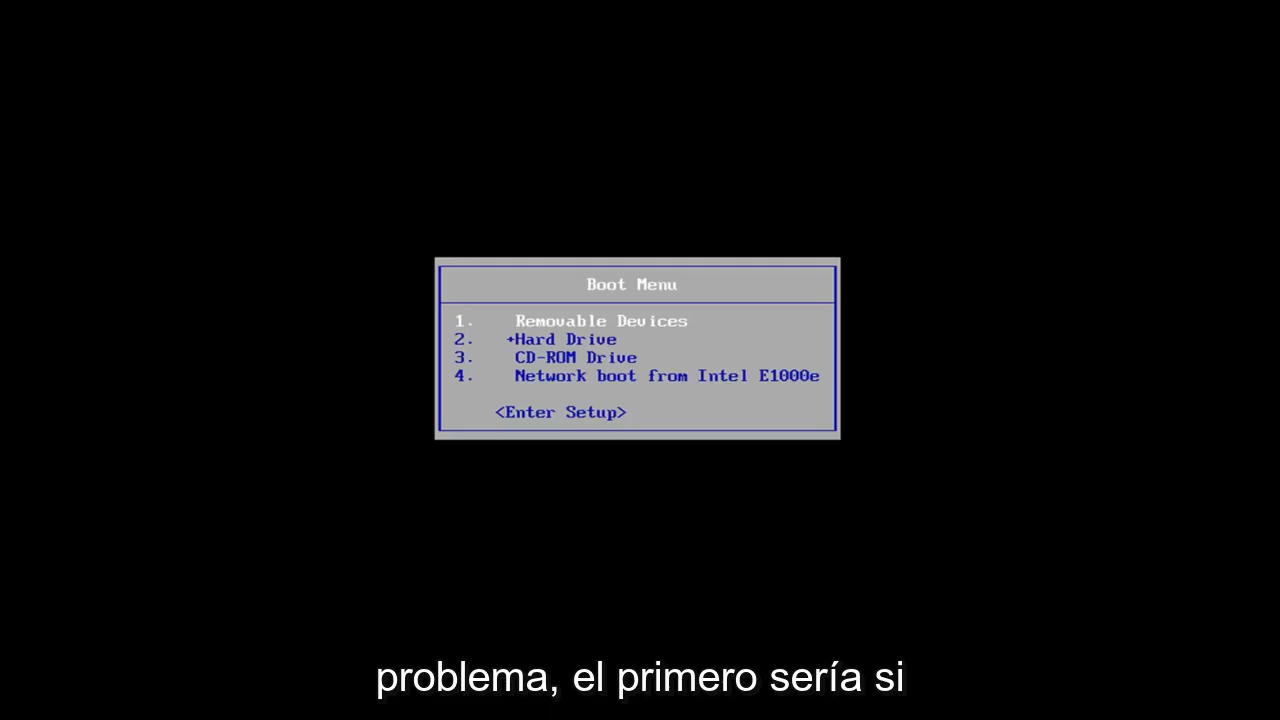 Boot Menu
1. Removable Devices
2. +Hard Drive
3. CD-ROM Drive
4. Network boot from Intel E1000e
<Enter Setup>
problema, el primero sería si